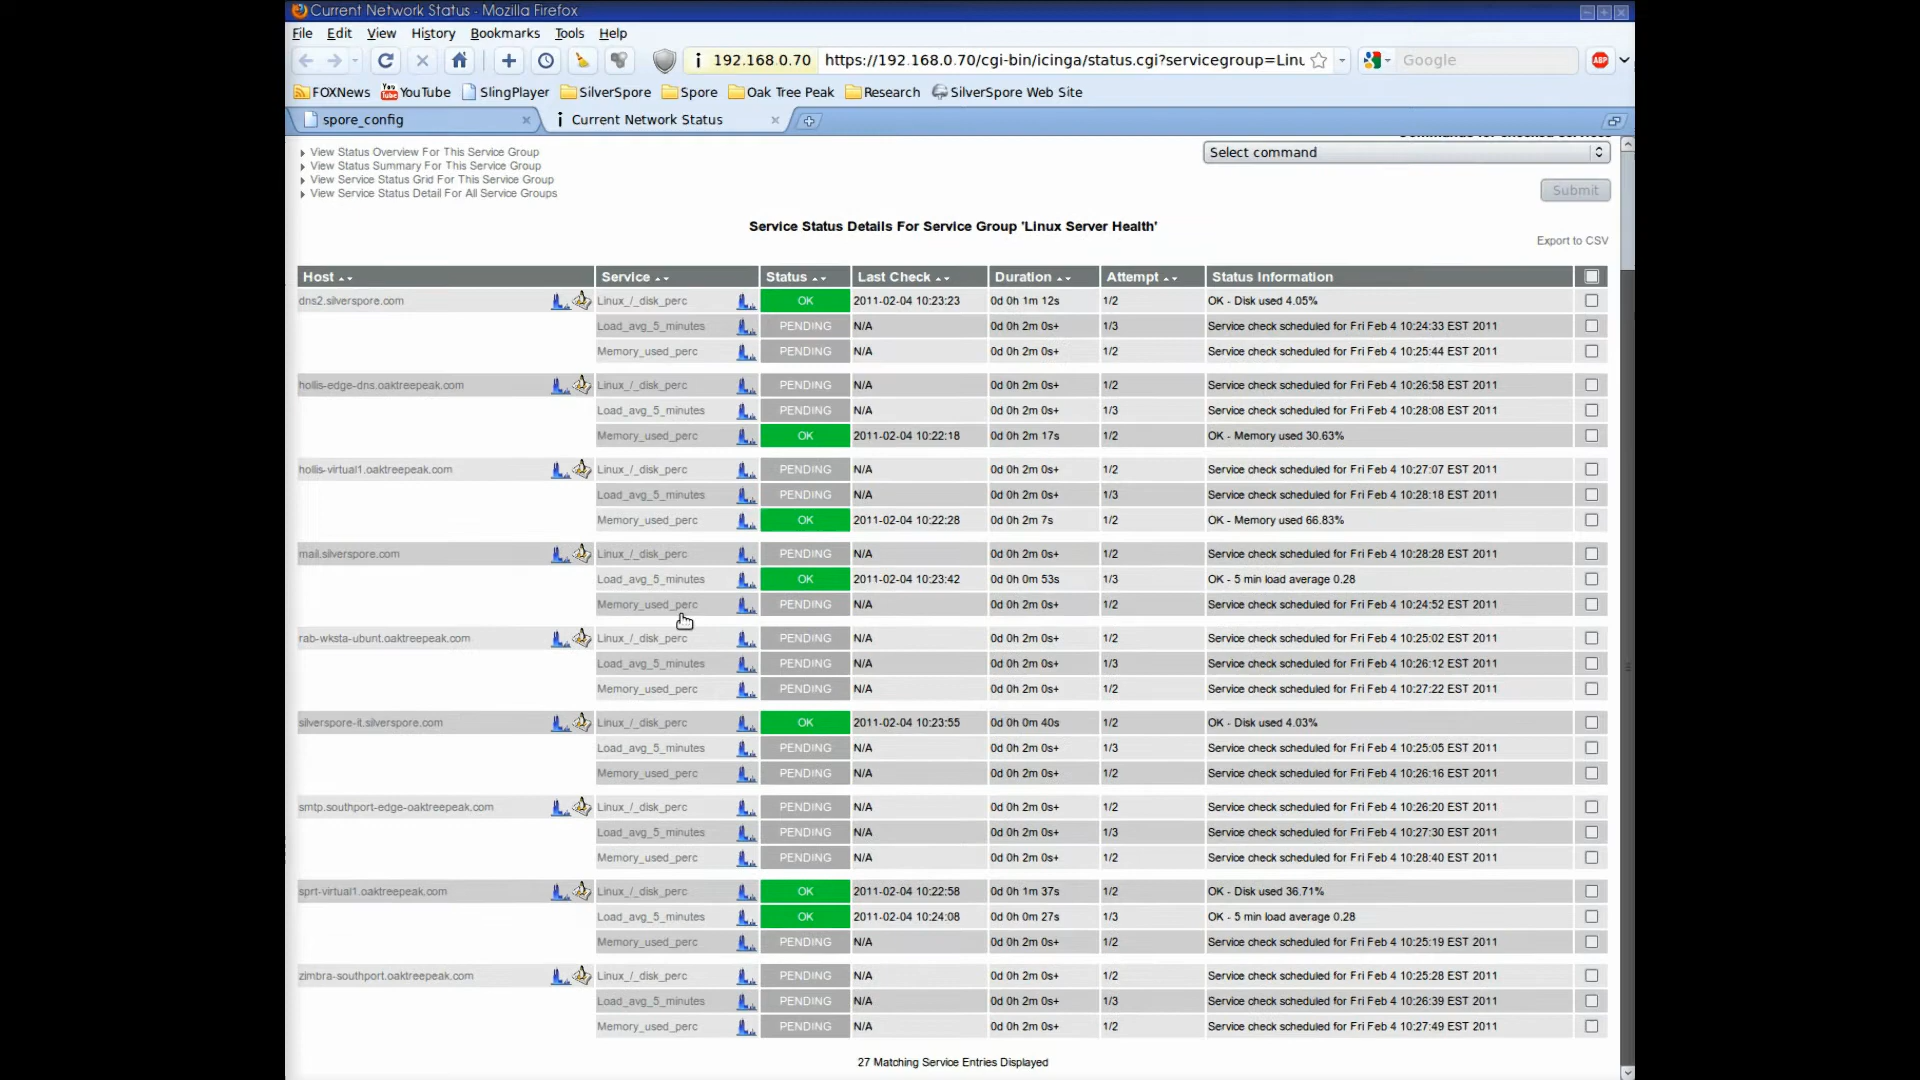 Current Network Status - Mozilla Firefox
File Edit View History Bookmarks Tools Help
192.168.0.70 https://192.168.0.70/cgi-bin/icinga/status.cgi?servicegroup=Linu Google ABP
FOXNews YouTube SlingPlayer SilverSpore Spore Oak Tree Peak Research SilverSpore Web Site
spore_config Current Network Status
View Status Overview For This Service Group
View Status Summary For This Service Group
View Service Status Grid For This Service Group
View Service Status Detail For All Service Groups
Select command
Submit
Service Status Details For Service Group 'Linux Server Health'
Export to CSV
Host Service Status Last Check Duration Attempt Status Information
dns2.silverspore.com Linux_/_disk_perc OK 2011-02-04 10:23:23 0d 0h 1m 12s 1/2 OK - Disk used 4.05%
Load_avg_5_minutes PENDING N/A 0d 0h 2m 0s+ 1/3 Service check scheduled for Fri Feb 4 10:24:33 EST 2011
Memory_used_perc PENDING N/A 0d 0h 2m 0s+ 1/2 Service check scheduled for Fri Feb 4 10:25:44 EST 2011
hollis-edge-dns.oaktreepeak.com Linux_/_disk_perc PENDING N/A 0d 0h 2m 0s+ 1/2 Service check scheduled for Fri Feb 4 10:26:58 EST 2011
Load_avg_5_minutes PENDING N/A 0d 0h 2m 0s+ 1/3 Service check scheduled for Fri Feb 4 10:28:08 EST 2011
Memory_used_perc OK 2011-02-04 10:22:18 0d 0h 2m 17s 1/2 OK - Memory used 30.63%
hollis-virtual1.oaktreepeak.com Linux_/_disk_perc PENDING N/A 0d 0h 2m 0s+ 1/2 Service check scheduled for Fri Feb 4 10:27:07 EST 2011
Load_avg_5_minutes PENDING N/A 0d 0h 2m 0s+ 1/3 Service check scheduled for Fri Feb 4 10:28:18 EST 2011
Memory_used_perc OK 2011-02-04 10:22:28 0d 0h 2m 7s 1/2 OK - Memory used 66.83%
mail.silverspore.com Linux_/_disk_perc PENDING N/A 0d 0h 2m 0s+ 1/2 Service check scheduled for Fri Feb 4 10:28:28 EST 2011
Load_avg_5_minutes OK 2011-02-04 10:23:42 0d 0h 0m 53s 1/3 OK - 5 min load average 0.28
Memory_used_perc PENDING N/A 0d 0h 2m 0s+ 1/2 Service check scheduled for Fri Feb 4 10:24:52 EST 2011
rab-wksta-ubunt.oaktreepeak.com Linux_/_disk_perc PENDING N/A 0d 0h 2m 0s+ 1/2 Service check scheduled for Fri Feb 4 10:25:02 EST 2011
Load_avg_5_minutes PENDING N/A 0d 0h 2m 0s+ 1/3 Service check scheduled for Fri Feb 4 10:26:12 EST 2011
Memory_used_perc PENDING N/A 0d 0h 2m 0s+ 1/2 Service check scheduled for Fri Feb 4 10:27:22 EST 2011
silverspore-it.silverspore.com Linux_/_disk_perc OK 2011-02-04 10:23:55 0d 0h 0m 40s 1/2 OK - Disk used 4.03%
Load_avg_5_minutes PENDING N/A 0d 0h 2m 0s+ 1/3 Service check scheduled for Fri Feb 4 10:25:05 EST 2011
Memory_used_perc PENDING N/A 0d 0h 2m 0s+ 1/2 Service check scheduled for Fri Feb 4 10:26:16 EST 2011
smtp.southport-edge-oaktreepeak.com Linux_/_disk_perc PENDING N/A 0d 0h 2m 0s+ 1/2 Service check scheduled for Fri Feb 4 10:26:20 EST 2011
Load_avg_5_minutes PENDING N/A 0d 0h 2m 0s+ 1/3 Service check scheduled for Fri Feb 4 10:27:30 EST 2011
Memory_used_perc PENDING N/A 0d 0h 2m 0s+ 1/2 Service check scheduled for Fri Feb 4 10:28:40 EST 2011
sprt-virtual1.oaktreepeak.com Linux_/_disk_perc OK 2011-02-04 10:22:58 0d 0h 1m 37s 1/2 OK - Disk used 36.71%
Load_avg_5_minutes OK 2011-02-04 10:24:08 0d 0h 0m 27s 1/3 OK - 5 min load average 0.28
Memory_used_perc PENDING N/A 0d 0h 2m 0s+ 1/2 Service check scheduled for Fri Feb 4 10:25:19 EST 2011
zimbra-southport.oaktreepeak.com Linux_/_disk_perc PENDING N/A 0d 0h 2m 0s+ 1/2 Service check scheduled for Fri Feb 4 10:25:28 EST 2011
Load_avg_5_minutes PENDING N/A 0d 0h 2m 0s+ 1/3 Service check scheduled for Fri Feb 4 10:26:39 EST 2011
Memory_used_perc PENDING N/A 0d 0h 2m 0s+ 1/2 Service check scheduled for Fri Feb 4 10:27:49 EST 2011
27 Matching Service Entries Displayed